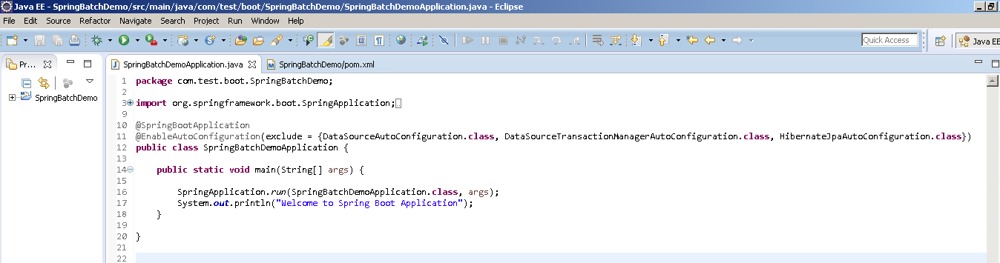 Java EE - SpringBatchDemo/src/main/java/com/test/boot/SpringBatchDemo/SpringBatchDemoApplication.java - Eclipse
File Edit Source Refactor Navigate Search Project Run Window Help
Quick Access Java EE
Pr... SpringBatchDemoApplication.java SpringBatchDemo/pom.xml
SpringBatchDemo
1 package com.test.boot.SpringBatchDemo;
2
3 import org.springframework.boot.SpringApplication;
9
10 @SpringBootApplication
11 @EnableAutoConfiguration(exclude = {DataSourceAutoConfiguration.class, DataSourceTransactionManagerAutoConfiguration.class, HibernateJpaAutoConfiguration.class})
12 public class SpringBatchDemoApplication {
13
14 public static void main(String[] args) {
15
16 SpringApplication.run(SpringBatchDemoApplication.class, args);
17 System.out.println("Welcome to Spring Boot Application");
18 }
19
20 }
21
22